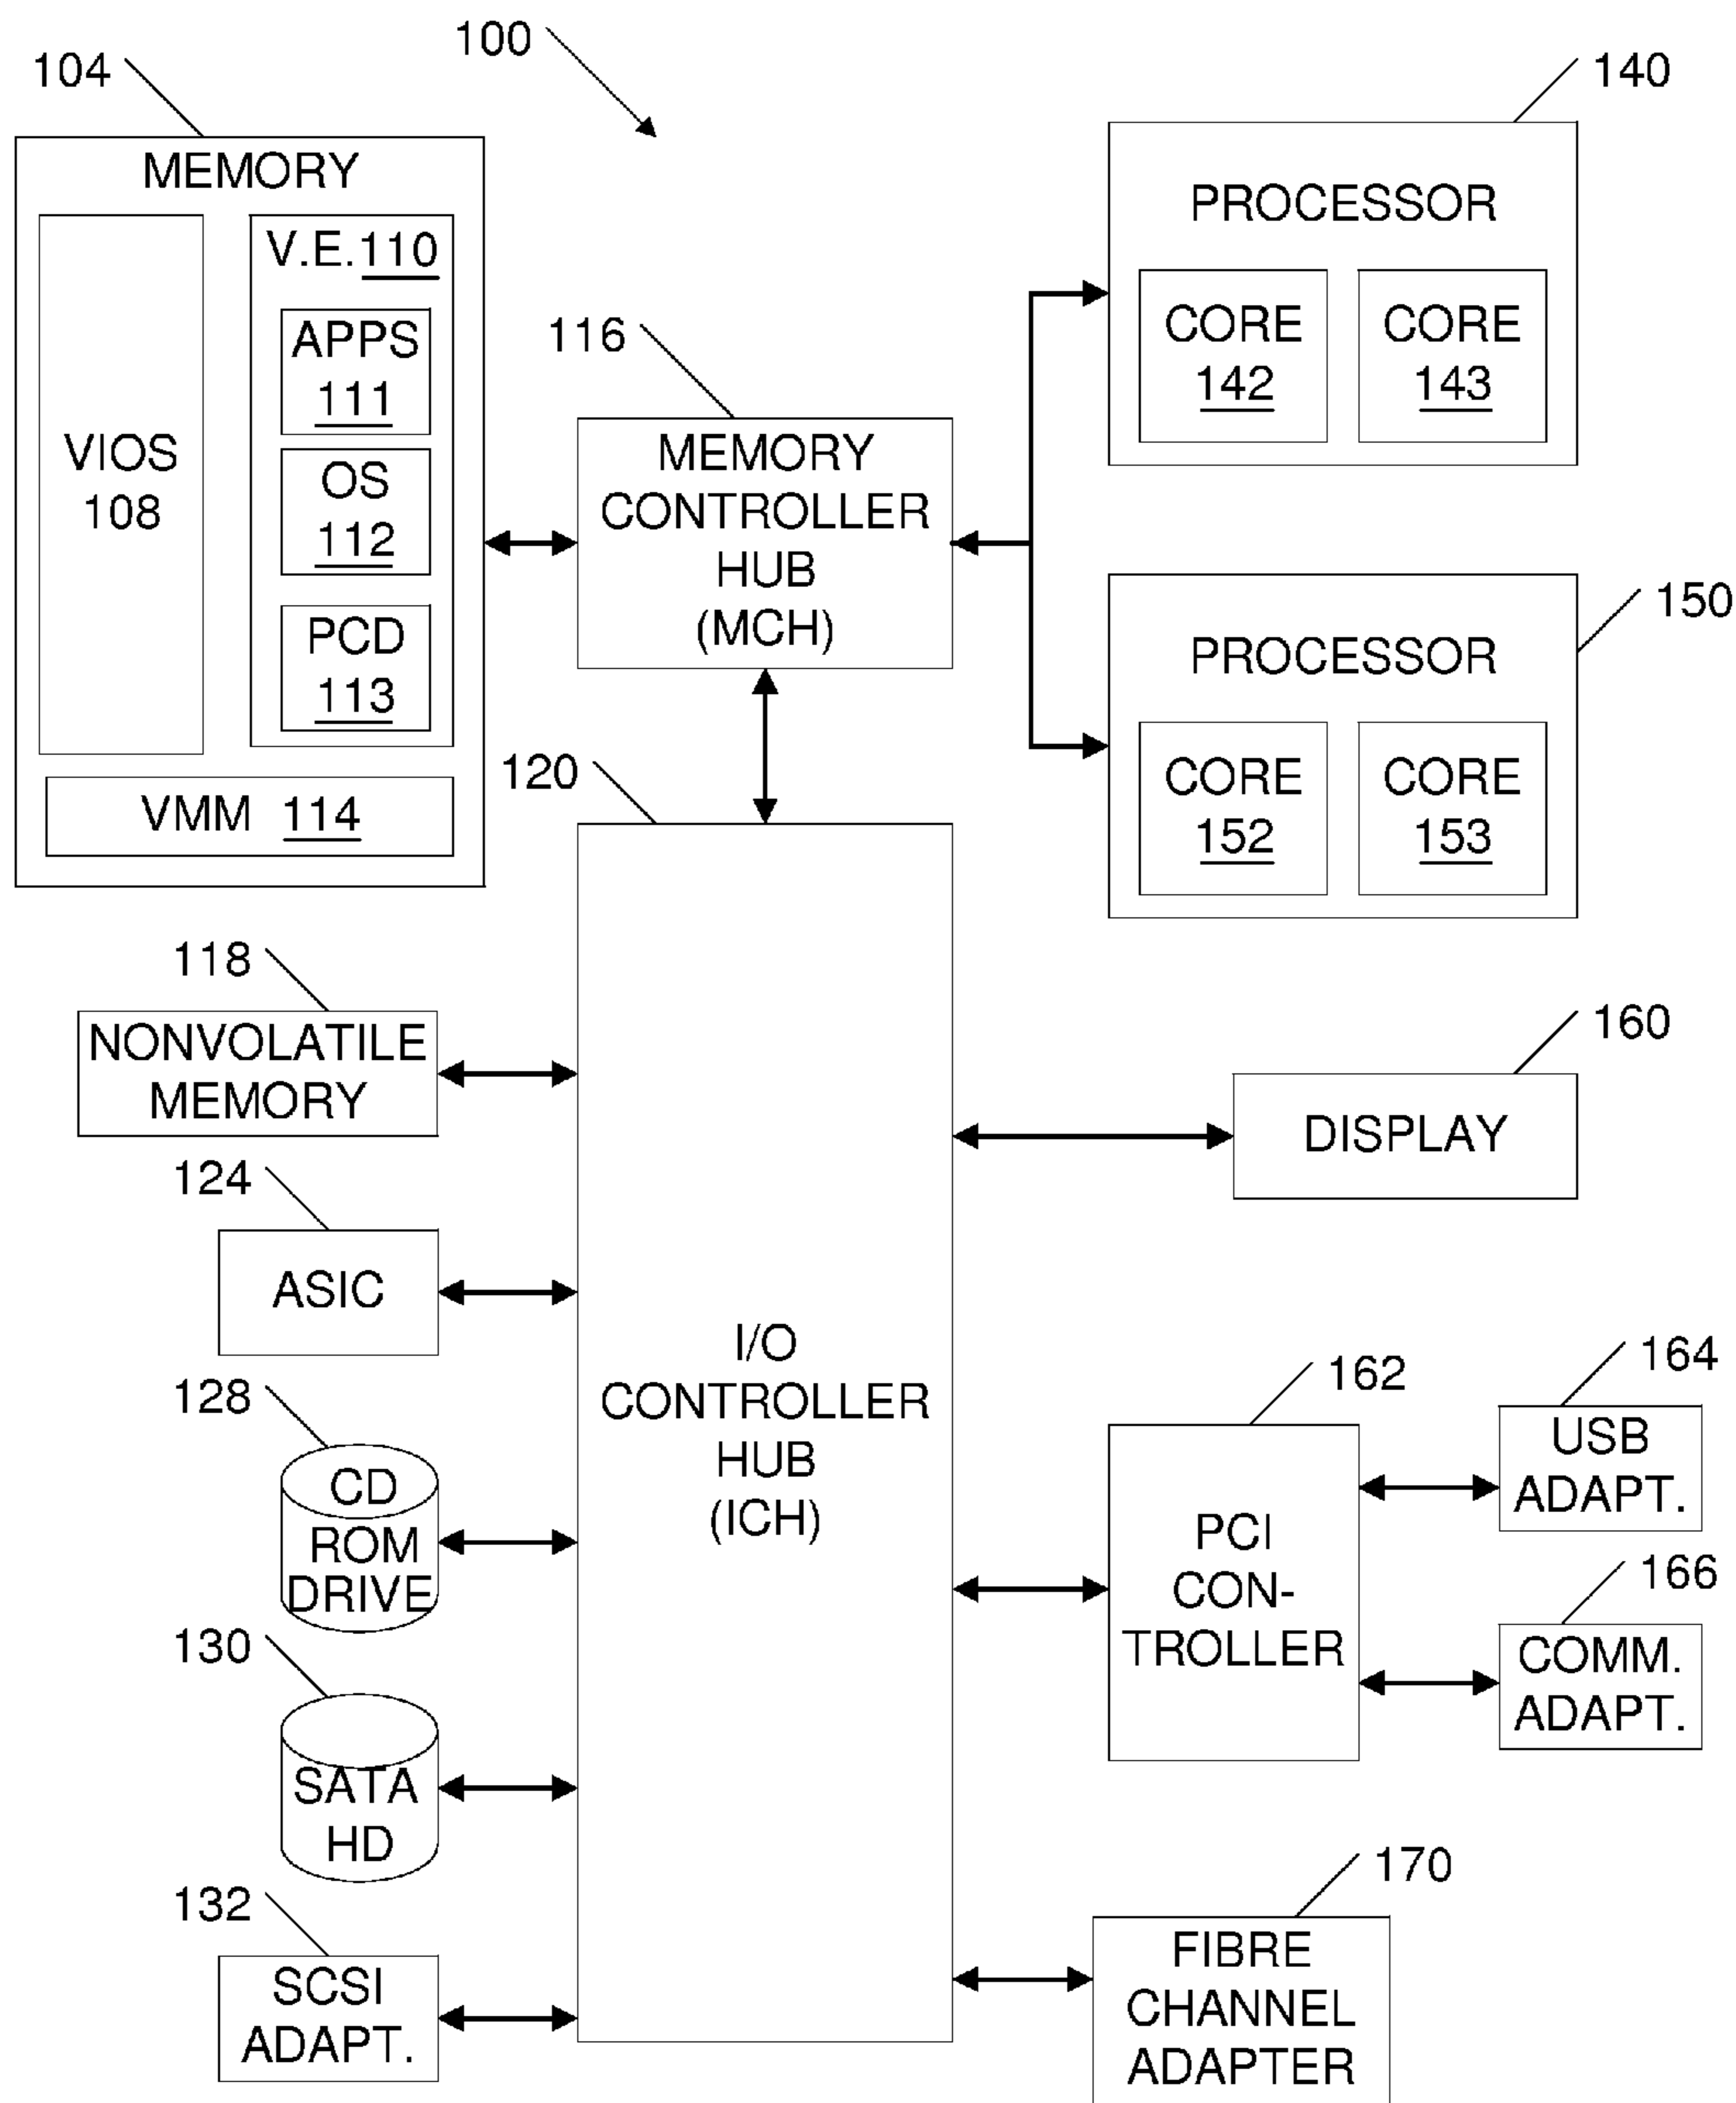 100
104
MEMORY
VIOS
108
V.E. 110
APPS
111
OS
112
PCD
113
VMM 114
116
MEMORY
CONTROLLER
HUB
(MCH)
140
PROCESSOR
CORE
142
CORE
143
150
PROCESSOR
CORE
152
CORE
153
120
I/O
CONTROLLER
HUB
(ICH)
118
NONVOLATILE
MEMORY
124
ASIC
128
CD
ROM
DRIVE
130
SATA
HD
132
SCSI
ADAPT.
160
DISPLAY
162
PCI
CON-
TROLLER
164
USB
ADAPT.
166
COMM.
ADAPT.
170
FIBRE
CHANNEL
ADAPTER